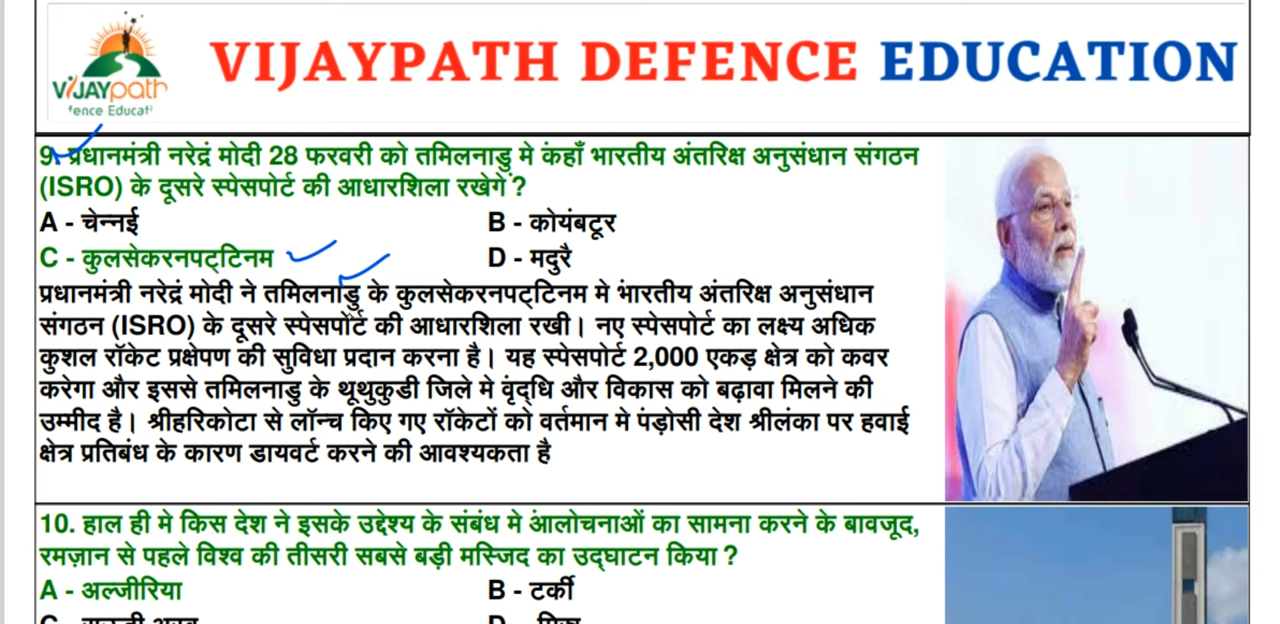 VIJAYPATH DEFENCE EDUCATION
VIJAYpath
9. प्रधानमंत्री नरेद्रं मोदी 28 फरवरी को तमिलनाडु मे कंहाँ भारतीय अंतरिक्ष अनुसंधान संगठन
(ISRO) के दूसरे स्पेसपोर्ट की आधारशिला रखेगे ?
A - चेन्नई
B - कोयंबटूर
C - कुलसेकरनपट्टिनम
D - मदुरै
प्रधानमंत्री नरेद्रं मोदी ने तमिलनाडु के कुलसेकरनपट्टिनम मे भारतीय अंतरिक्ष अनुसंधान
संगठन (ISRO) के दूसरे स्पेसपोर्ट की आधारशिला रखी। नए स्पेसपोर्ट का लक्ष्य अधिक
कुशल रॉकेट प्रक्षेपण की सुविधा प्रदान करना है। यह स्पेसपोर्ट 2,000 एकड़ क्षेत्र को कवर
करेगा और इससे तमिलनाडु के थूथुकुडी जिले मे वृंद्धि और विकास को बढ़ावा मिलने की
उम्मीद है। श्रीहरिकोटा से लॉन्च किए गए रॉकेटों को वर्तमान मे पंड़ोसी देश श्रीलंका पर हवाई
क्षेत्र प्रतिबंध के कारण डायवर्ट करने की आवश्यकता है
10. हाल ही मे किस देश ने इसके उद्देश्य के संबंध मे आंलोचनाओं का सामना करने के बावजूद,
रमज़ान से पहले विश्व की तीसरी सबसे बड़ी मस्जिद का उद्घाटन किया ?
A - अल्जीरिया
B - टर्की